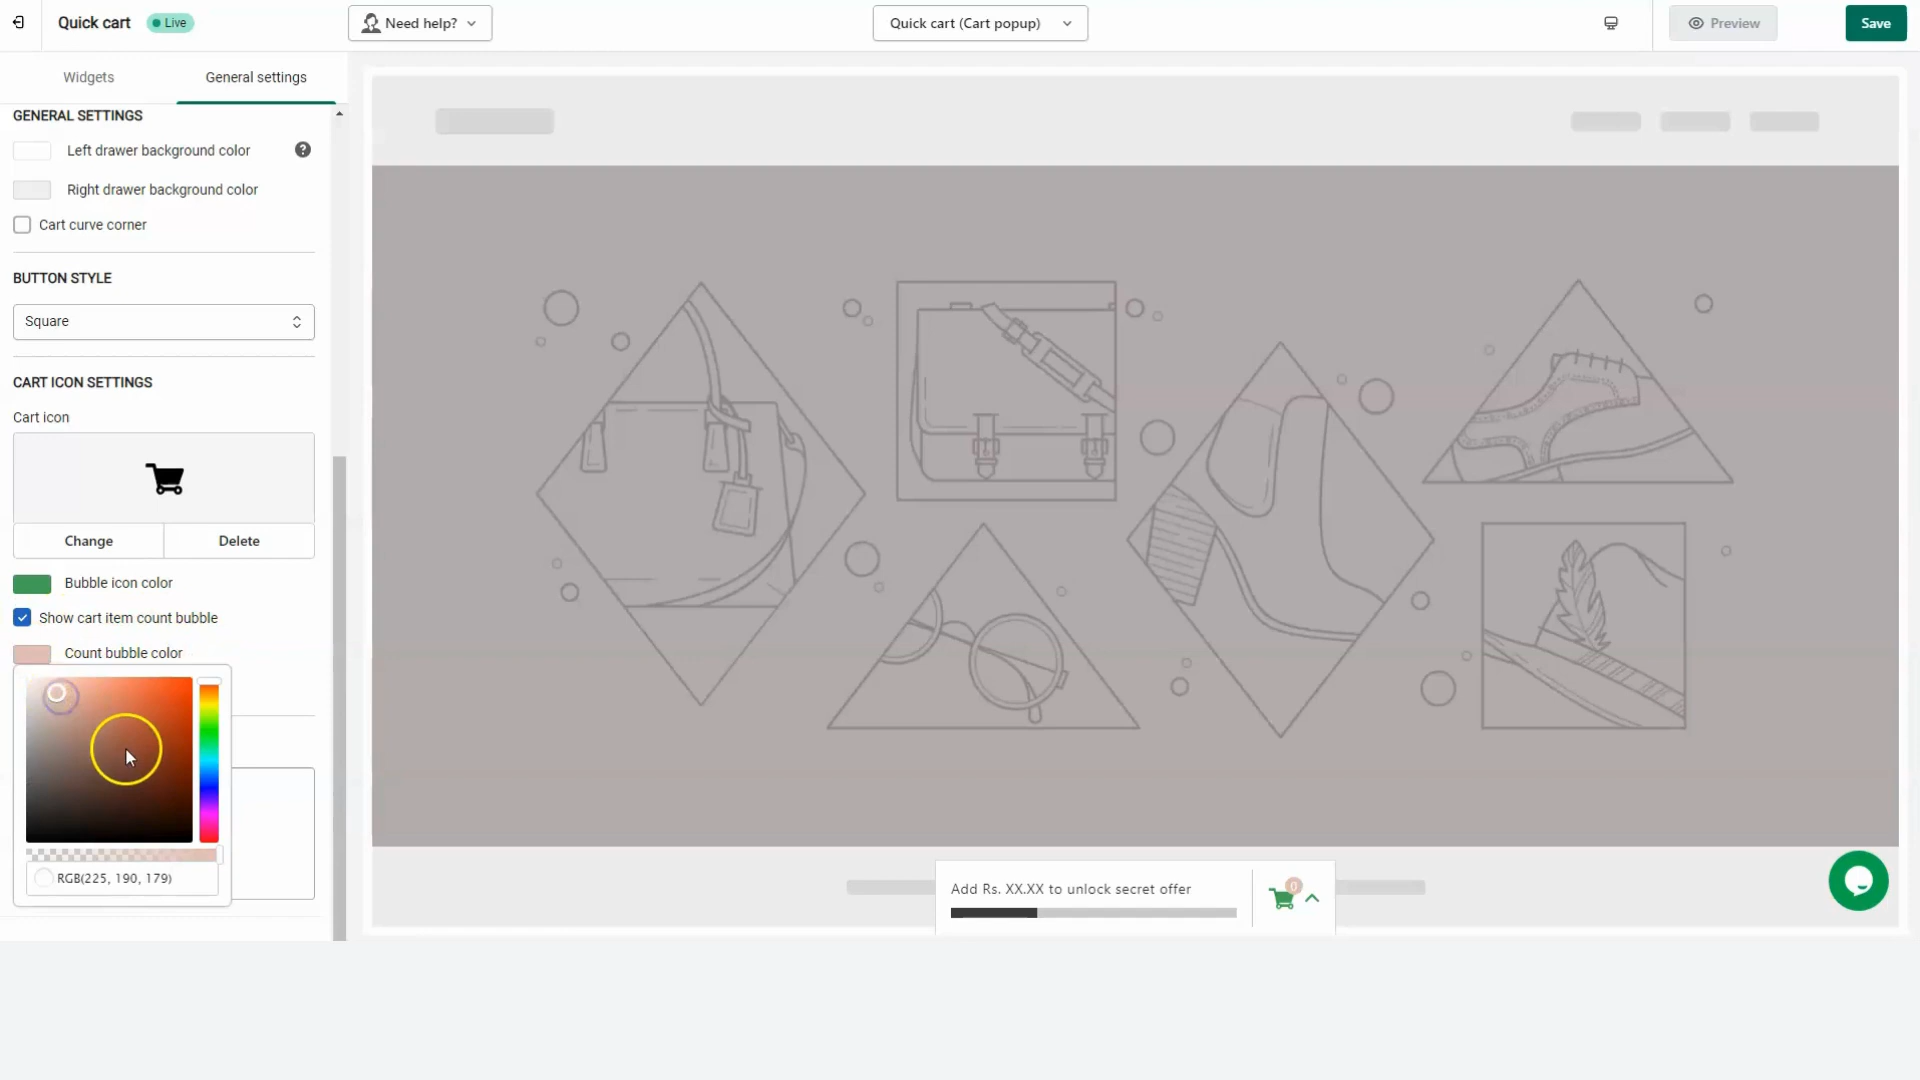 Quick cart
Live
Need help?
Quick cart (Cart popup)
Preview
Save
Widgets
General settings
GENERAL SETTINGS
Left drawer background color
?
Right drawer background color
Cart curve corner
BUTTON STYLE
Square
CART ICON SETTINGS
Cart icon
Change
Delete
Bubble icon color
Show cart item count bubble
Count bubble color
RGB(225, 190, 179)
Add Rs. XX.XX to unlock secret offer
0